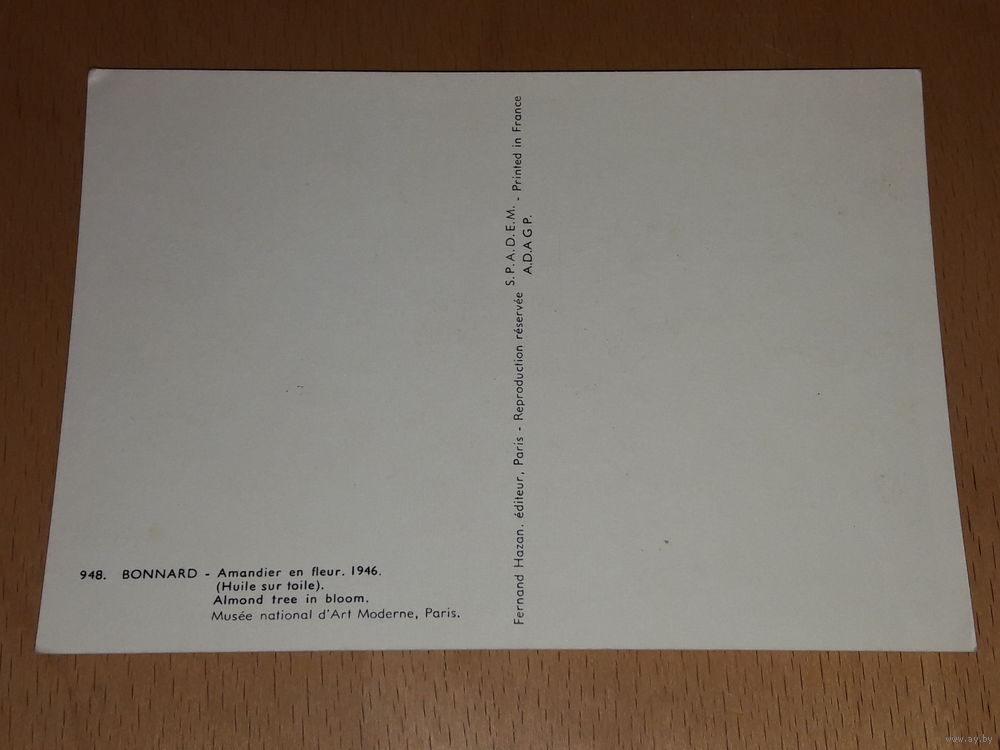 948. BONNARD - Amandier en fleur. 1946.
(Huile sur toile).
Almond tree in bloom.
Musée national d'Art Moderne, Paris.
Fernand Hazan. éditeur, Paris - Reproduction réservée S.P.A.D.E.M. - Printed in France
A.D.A.G.P.
www.ay.by